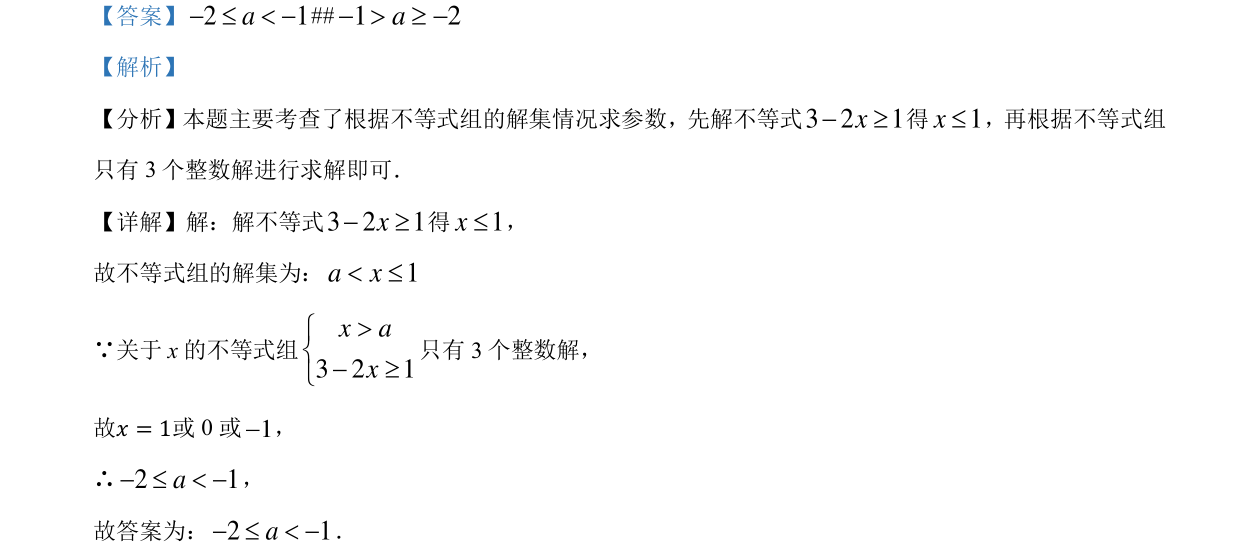 【答案】−2≤a<−1##−1>a≥−2
【解析】
【分析】本题主要考查了根据不等式组的解集情况求参数，先解不等式3−2x≥1得x≤1，再根据不等式组
只有 3 个整数解进行求解即可．
【详解】解：解不等式3−2x≥1得x≤1，
故不等式组的解集为：a<x≤1
∵关于 x 的不等式组{x>a
3−2x≥1 只有 3 个整数解，
故x = 1或 0 或−1，
∴−2≤a<−1，
故答案为：−2≤a<−1．